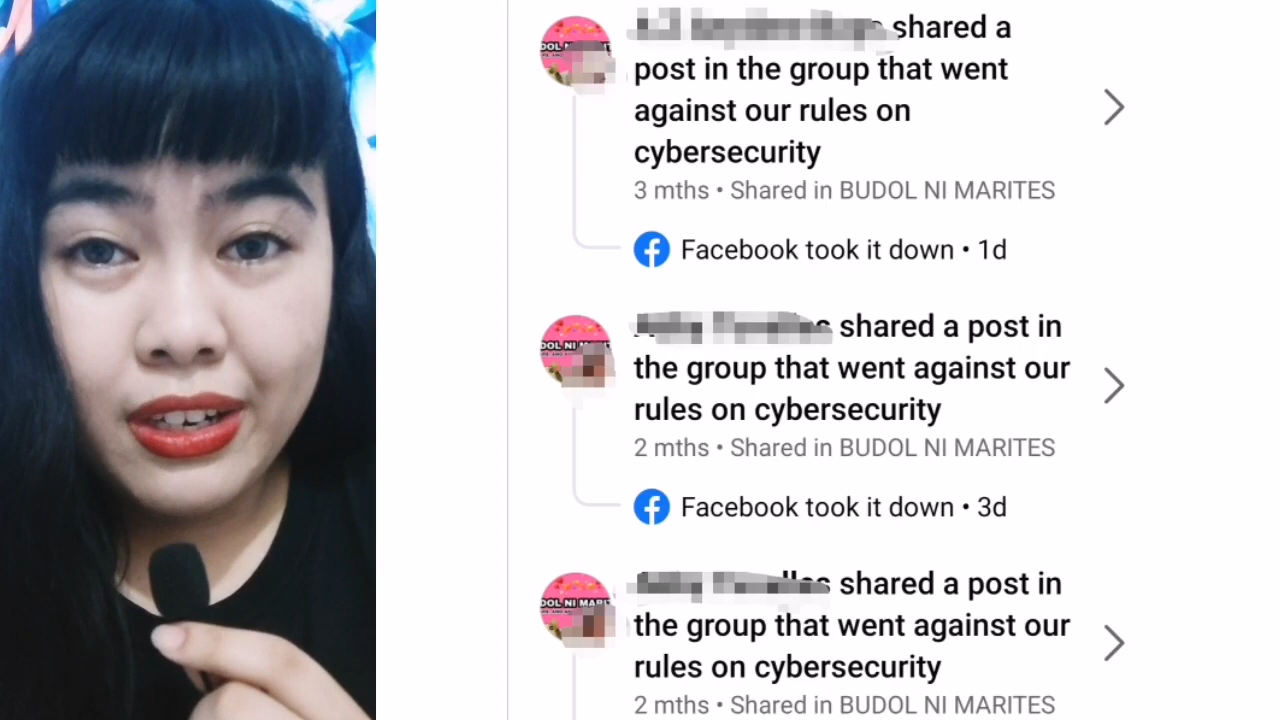 shared a
post in the group that went
against our rules on
cybersecurity
3 mths • Shared in BUDOL NI MARITES
Facebook took it down • 1d
shared a post in
the group that went against our
rules on cybersecurity
2 mths • Shared in BUDOL NI MARITES
Facebook took it down • 3d
shared a post in
the group that went against our
rules on cybersecurity
2 mths • Shared in BUDOL NI MARITES